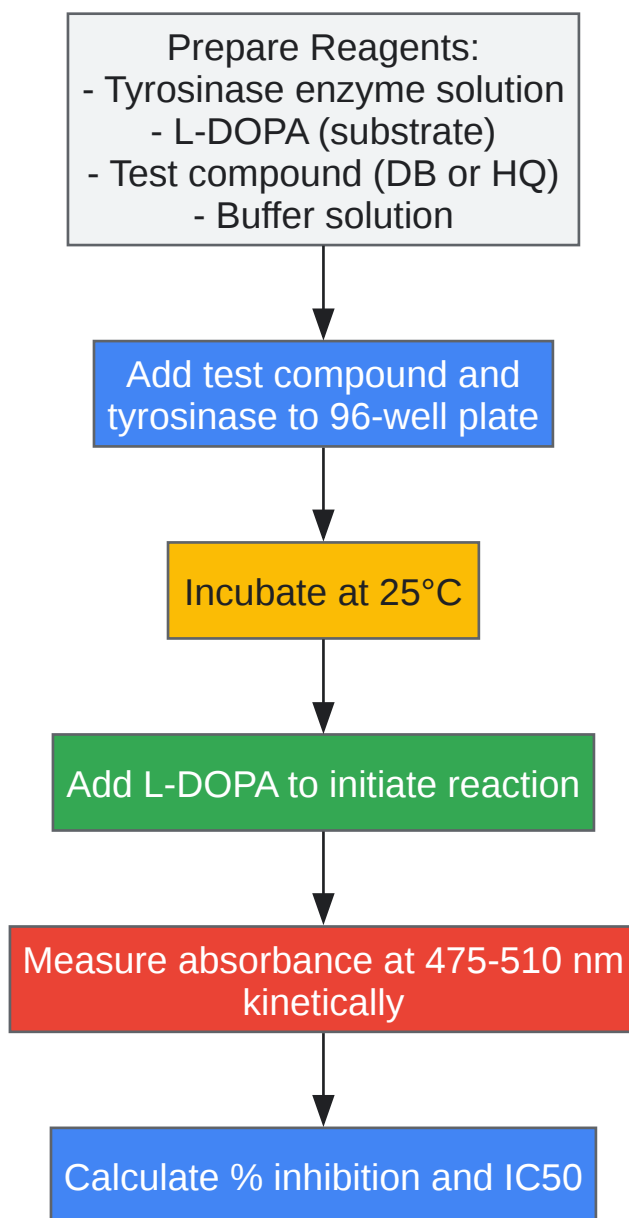 Prepare Reagents:
- Tyrosinase enzyme solution
- L-DOPA (substrate)
- Test compound (DB or HQ)
- Buffer solution
Add test compound and
tyrosinase to 96-well plate
Incubate at 25°C
Add L-DOPA to initiate reaction
Measure absorbance at 475-510 nm
kinetically
Calculate % inhibition and IC50